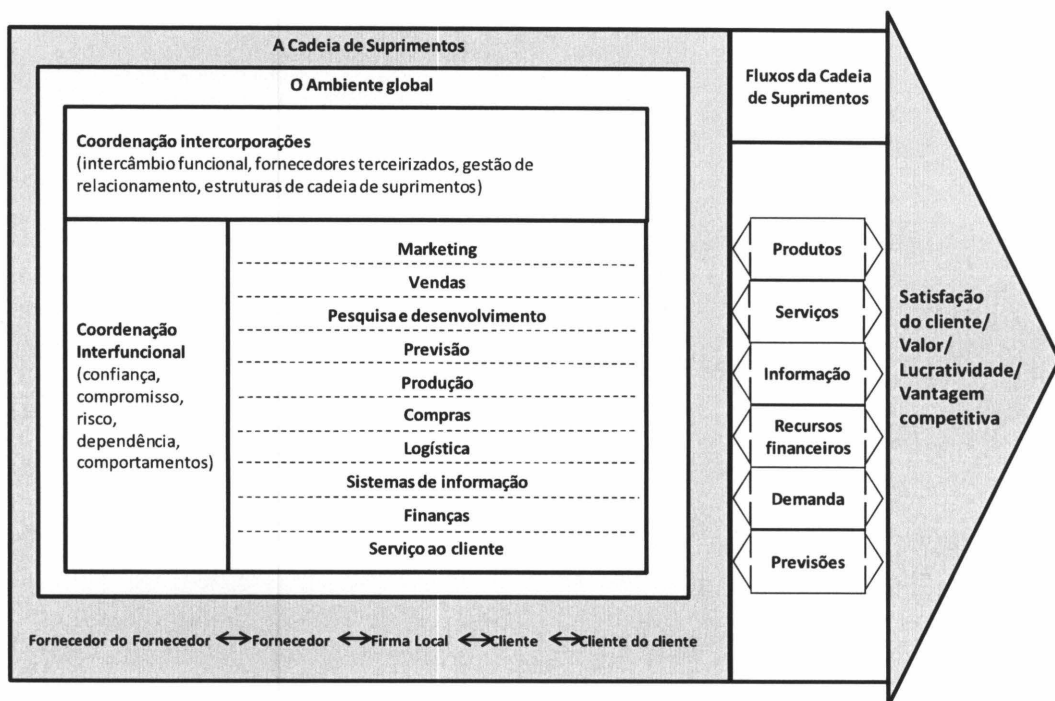 A Cadeia de Suprimentos
O Ambiente global
Coordenação intercorporações
(intercâmbio funcional, fornecedores terceirizados, gestão de
relacionamento, estruturas de cadeia de suprimentos)
Coordenação
Interfuncional
(confiança,
compromisso,
risco,
dependência,
comportamentos)
Marketing
Vendas
Pesquisa e desenvolvimento
Previsão
Produção
Compras
Logística
Sistemas de informação
Finanças
Serviço ao cliente
Fornecedor do Fornecedor ↔ Fornecedor ↔ Firma Local ↔ Cliente ↔ Cliente do cliente
Fluxos da Cadeia
de Suprimentos
Produtos
Serviços
Informação
Recursos
financeiros
Demanda
Previsões
Satisfação
do cliente/
Valor/
Lucratividade/
Vantagem
competitiva